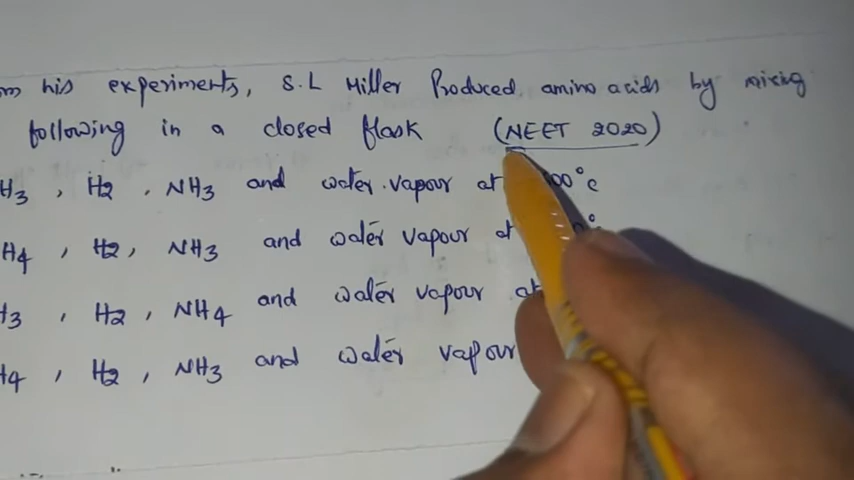 his experiments, S.L Miller Produced amino acids by mixing
following in a closed flask (NEET 2020)
H3, H2, NH3 and water vapour at 00°c
H4, H2, NH3 and water vapour at
H3, H2, NH4 and water vapour at
H4, H2, NH3 and water vapour